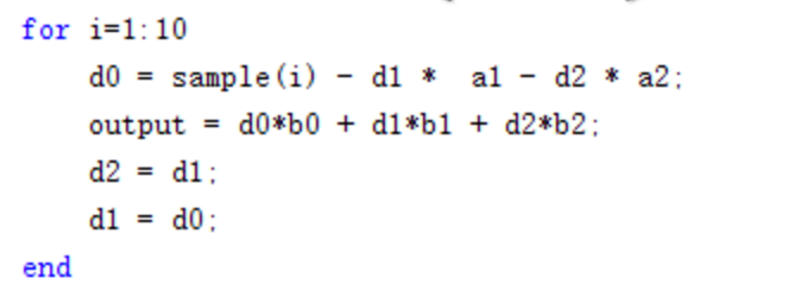 for i=1:10
d0 = sample(i) - d1 *  a1 - d2 * a2;
output = d0*b0 + d1*b1 + d2*b2;
d2 = d1;
d1 = d0;
end